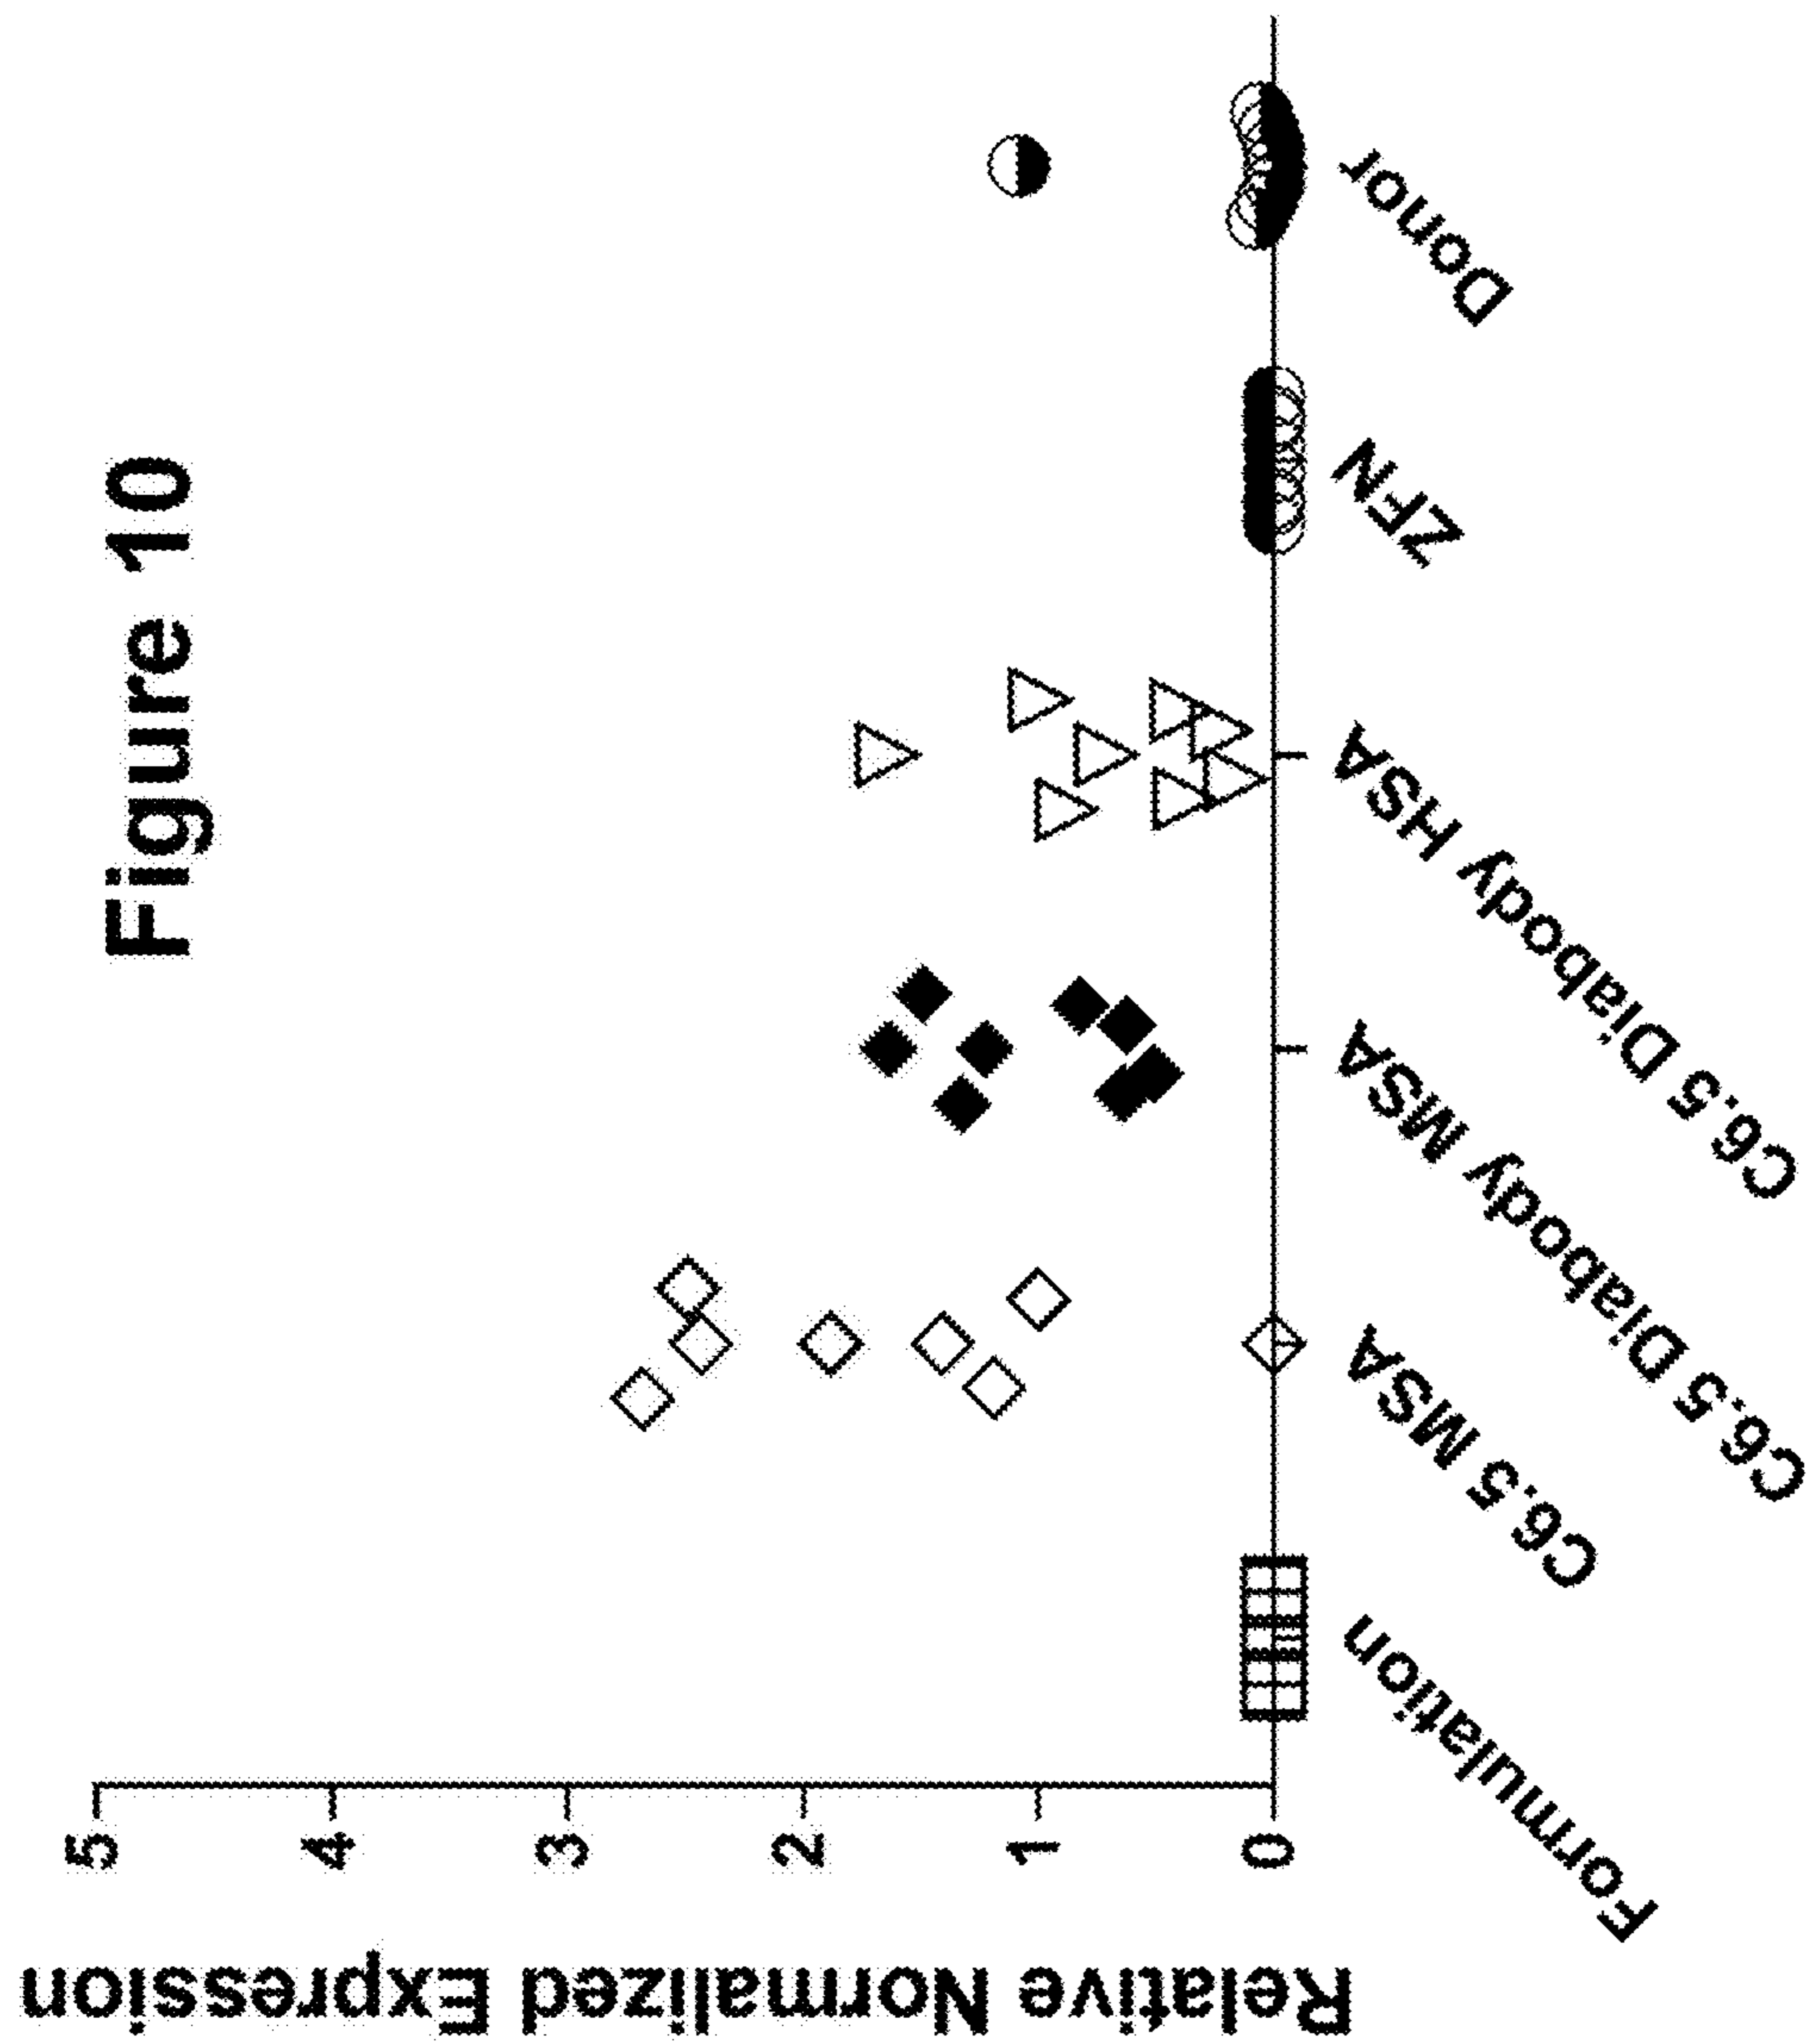 Figure 10
Relative Normalized Expression
5
4
3
2
1
0
Formulation
C6.5 MSA
C6.5 Diabody MSA
C6.5 Diabody HSA
ZFN
Donor